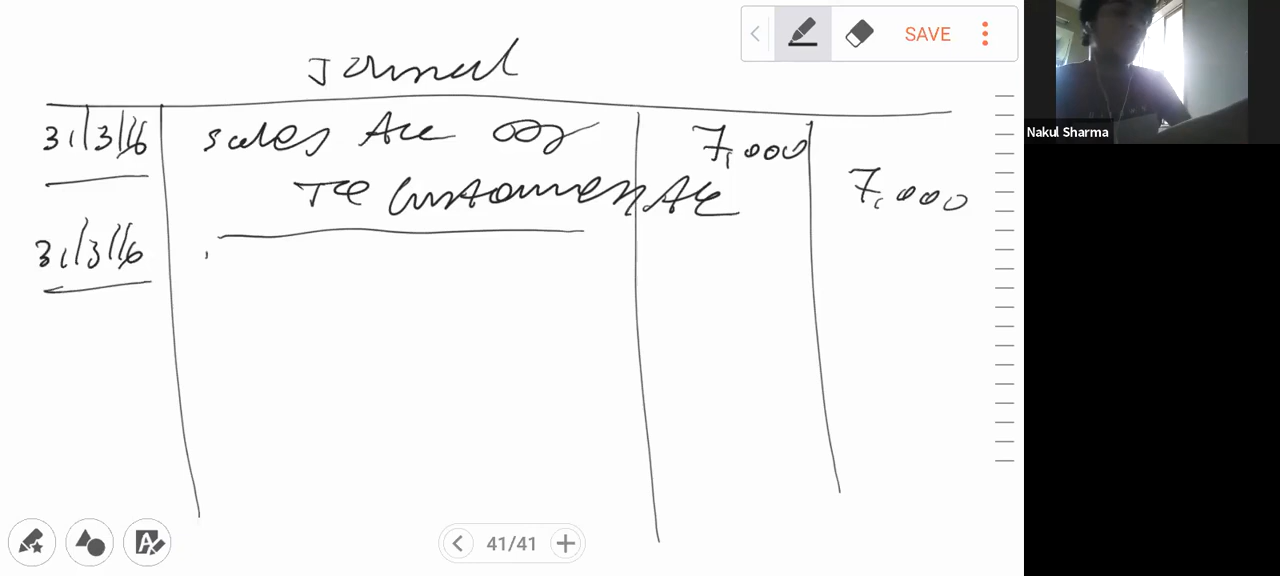 SAVE
Journal
31/3/16 Sales A/c Dr 7,000
To Customer A/c 7,000
31/3/16
41/41
Nakul Sharma